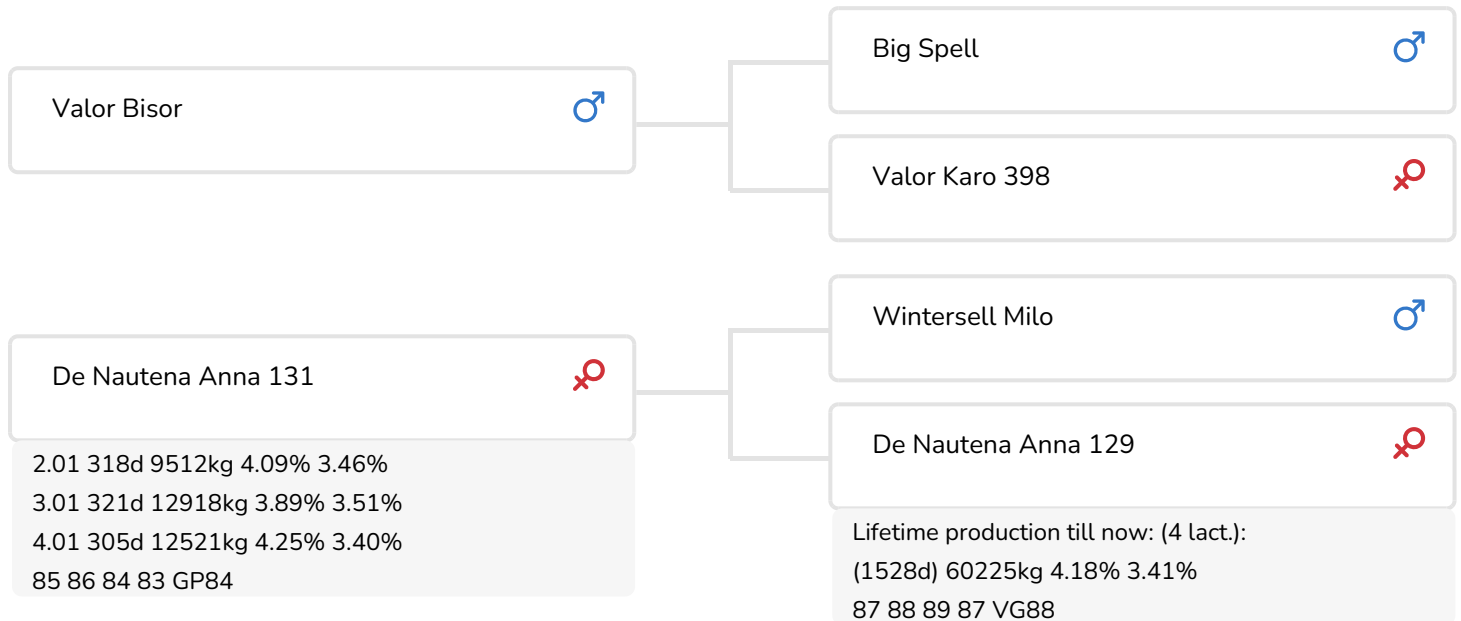 Valor Bisor
Big Spell
Valor Karo 398
De Nautena Anna 131
2.01 318d 9512kg 4.09% 3.46%
3.01 321d 12918kg 3.89% 3.51%
4.01 305d 12521kg 4.25% 3.40%
85 86 84 83 GP84
Wintersell Milo
De Nautena Anna 129
Lifetime production till now: (4 lact.):
(1528d) 60225kg 4.18% 3.41%
87 88 89 87 VG88